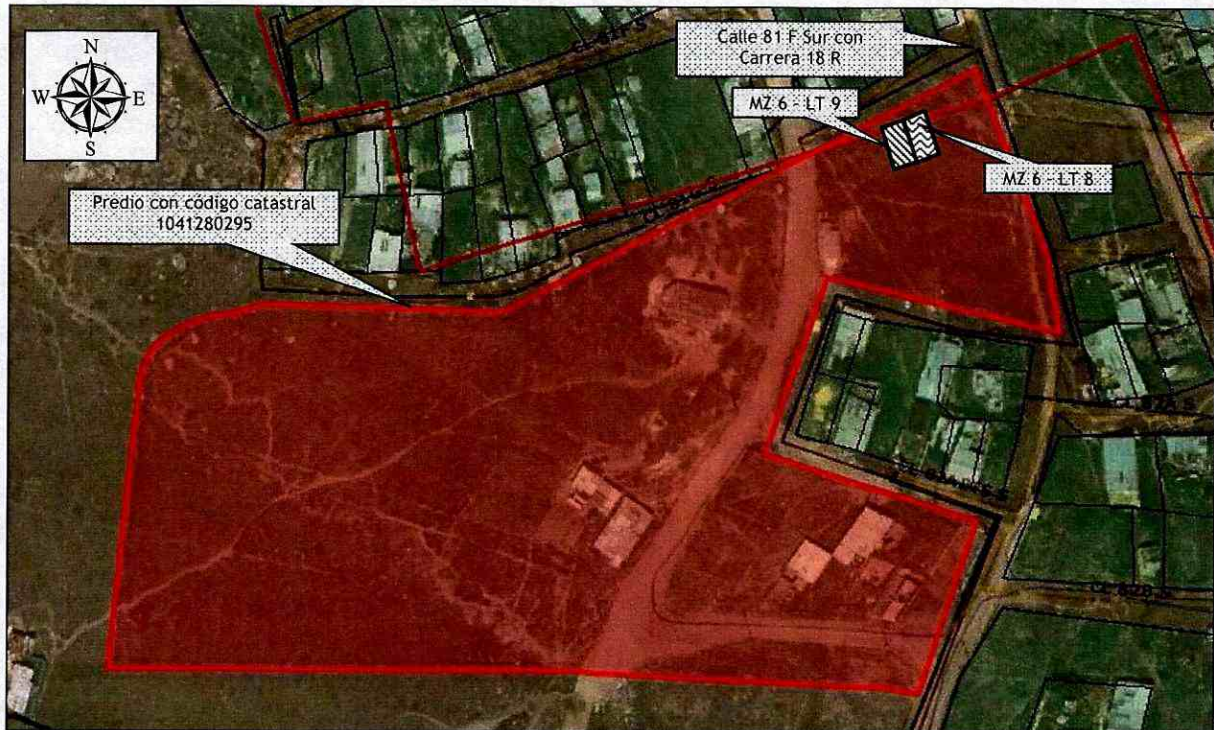 N
W
E
S
Calle 81 F Sur con
Carrera 18 R
MZ 6 - LT 9
MZ 6 - LT 8
Predio con código catastral
1041280295